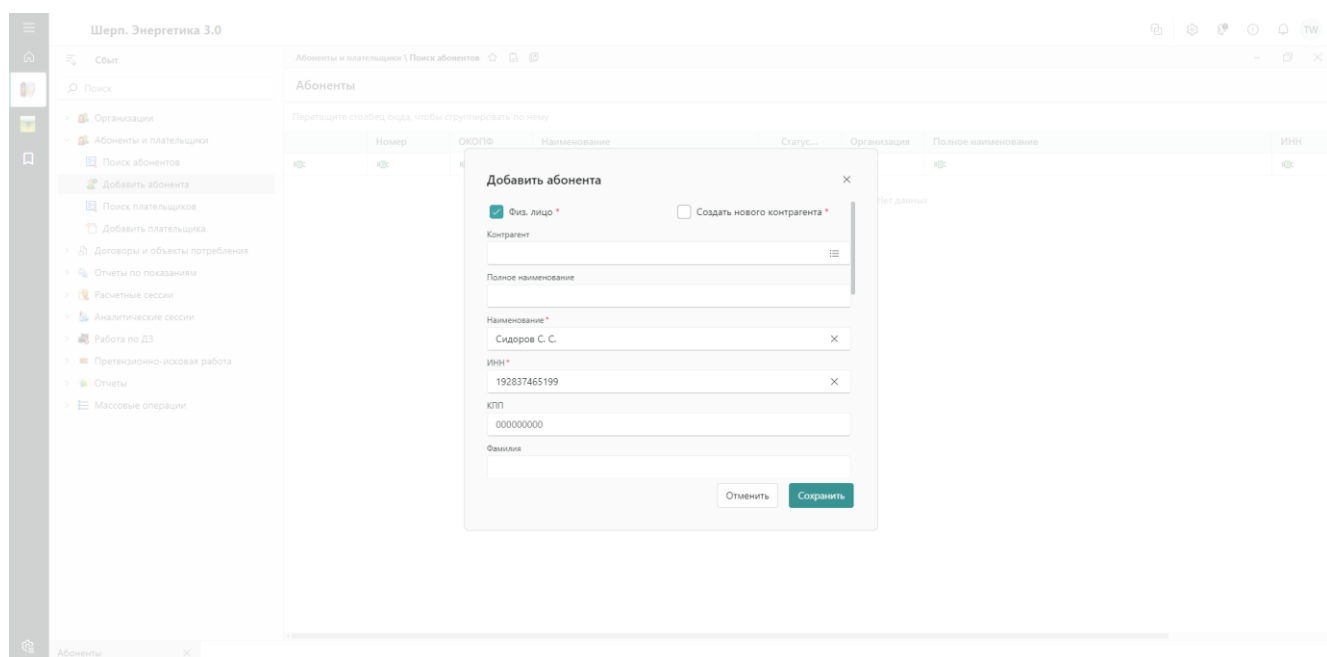 Шерп. Энергетика 3.0
TW
Сбыт
Абоненты и плательщики \ Поиск абонентов
Поиск
Абоненты
Организации
Перетащите столбец сюда, чтобы сгруппировать по нему
Абоненты и плательщики
Номер ОКОПФ Наименование Статус... Организация Полное наименование ИНН
Поиск абонентов
Добавить абонента
Нет данных
Поиск плательщиков
Добавить плательщика
Договоры и объекты потребления
Отчеты по показаниям
Расчетные сессии
Аналитические сессии
Работа по ДЗ
Претензионно-исковая работа
Отчеты
Массовые операции
Добавить абонента
Физ. лицо * Создать нового контрагента *
Контрагент
Полное наименование
Наименование *
Сидоров С. С.
ИНН *
192837465199
КПП
000000000
Фамилия
Отменить Сохранить
Абоненты